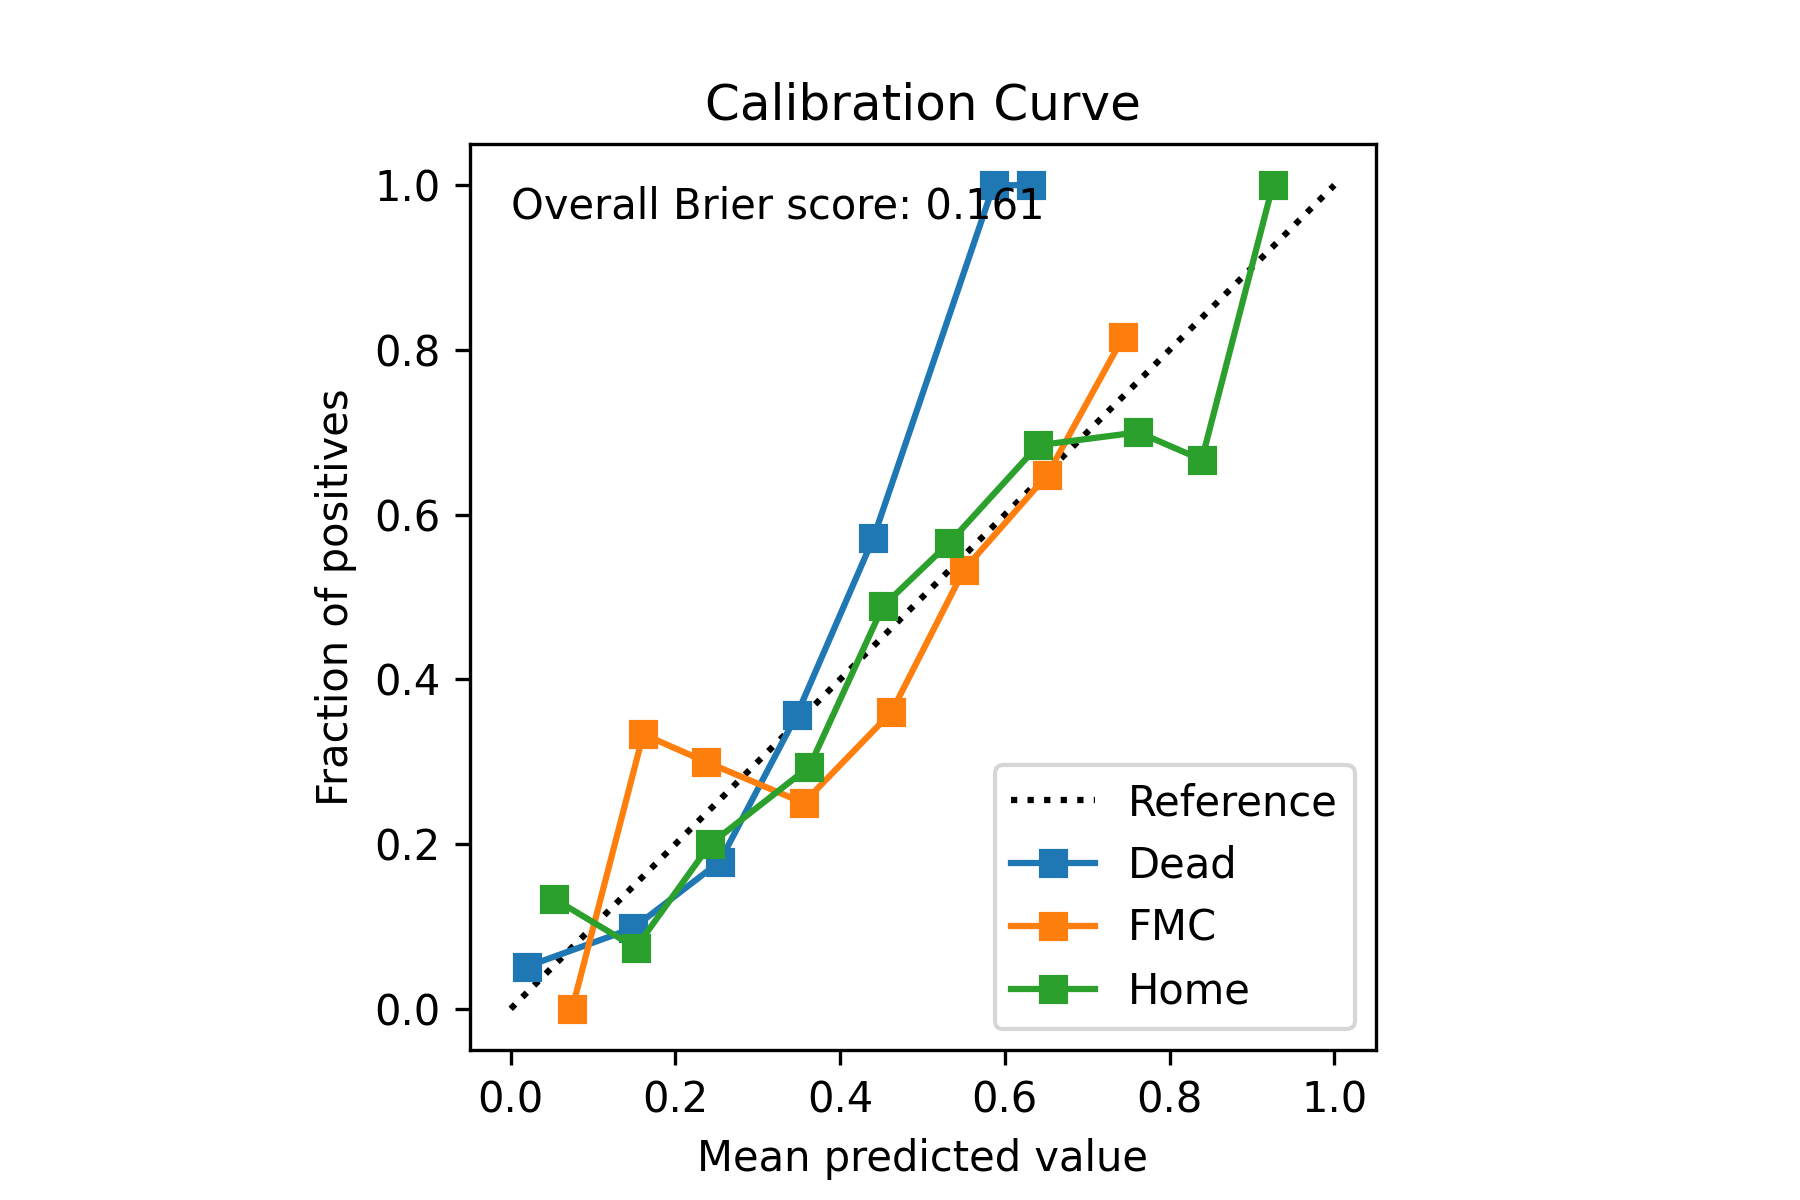 Calibration Curve
Overall Brier score: 0.161
1.0
0.8
0.6
0.4
0.2
0.0
Fraction of positives
Reference
Dead
FMC
Home
0.0 0.2 0.4 0.6 0.8 1.0
Mean predicted value